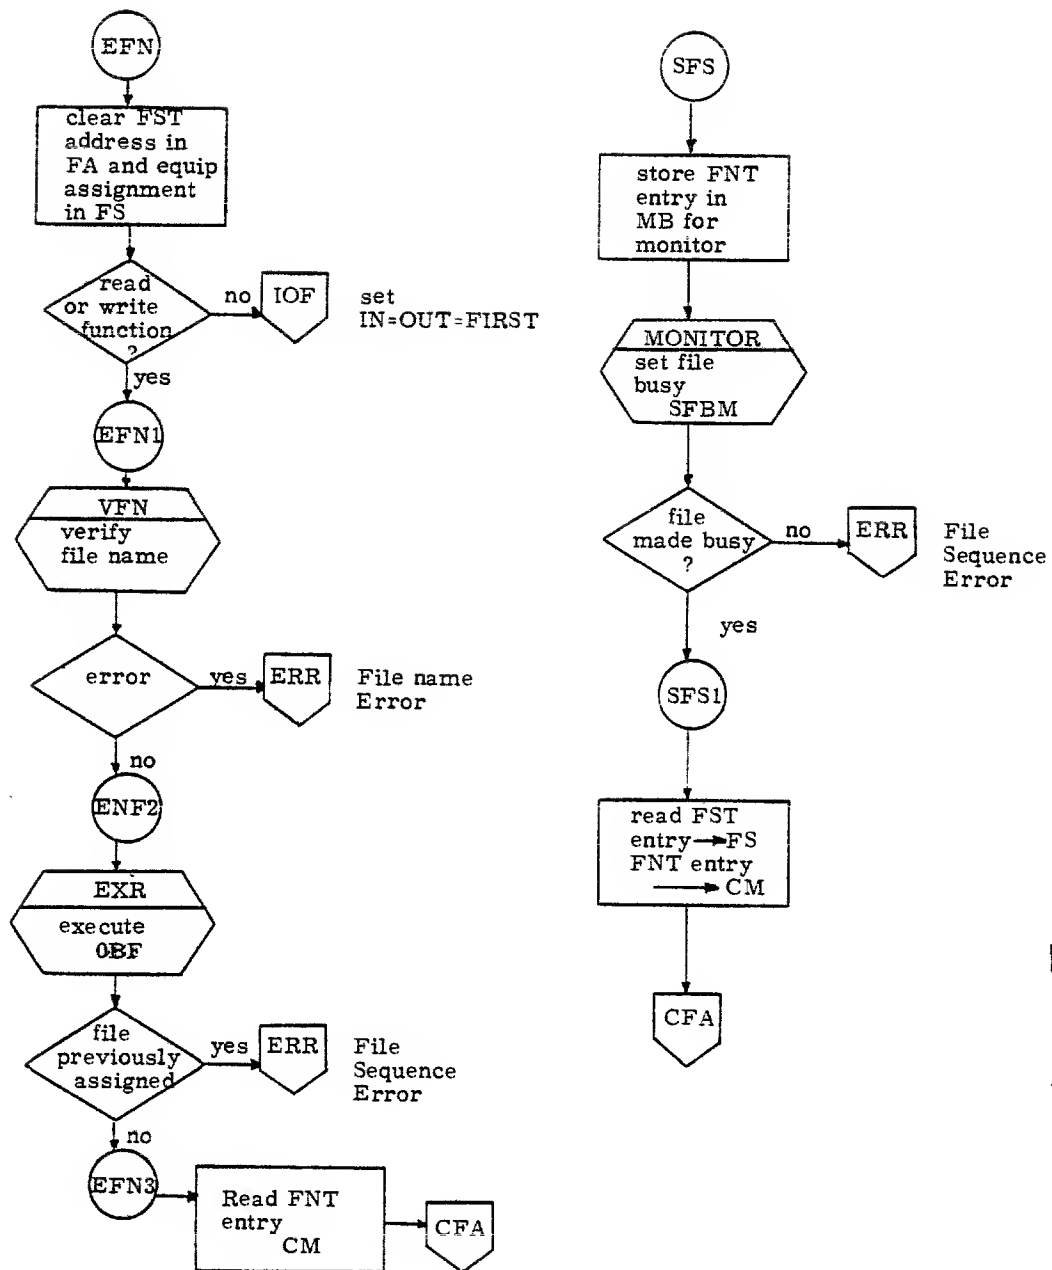 EFN
clear FST
address in
FA and equip
assignment
in FS
read
or write
function
?
no
IOF
set
IN=OUT=FIRST
yes
EFN1
VFN
verify
file name
error
yes
ERR
File name
Error
no
ENF2
EXR
execute
0BF
file
previously
assigned
yes
ERR
File
Sequence
Error
no
EFN3
Read FNT
entry
CM
CFA
SFS
store FNT
entry in
MB for
monitor
MONITOR
set file
busy
SFBM
file
made busy
?
no
ERR
File
Sequence
Error
yes
SFS1
read FST
entry → FS
FNT entry
→ CM
CFA